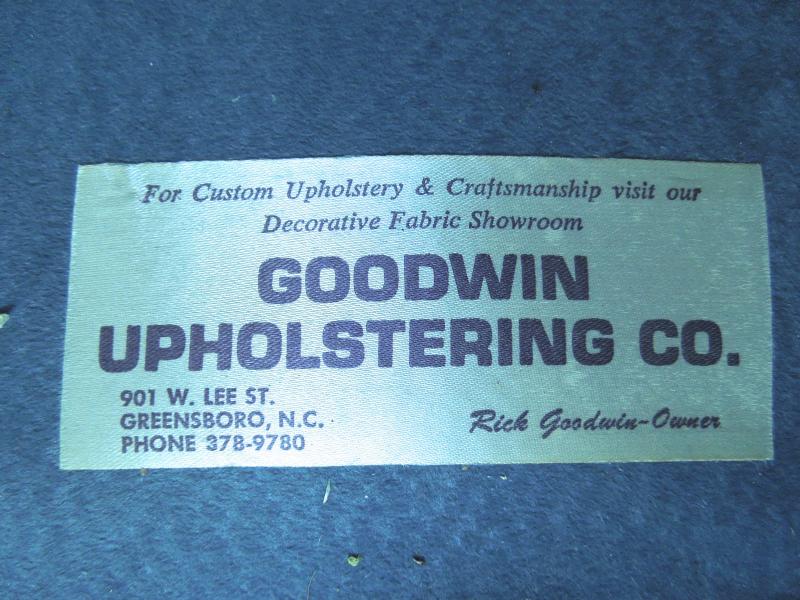 For Custom Upholstery & Craftsmanship visit our
Decorative Fabric Showroom
GOODWIN
UPHOLSTERING CO.
901 W. LEE ST.
GREENSBORO, N.C.
PHONE 378-9780
Rick Goodwin-Owner